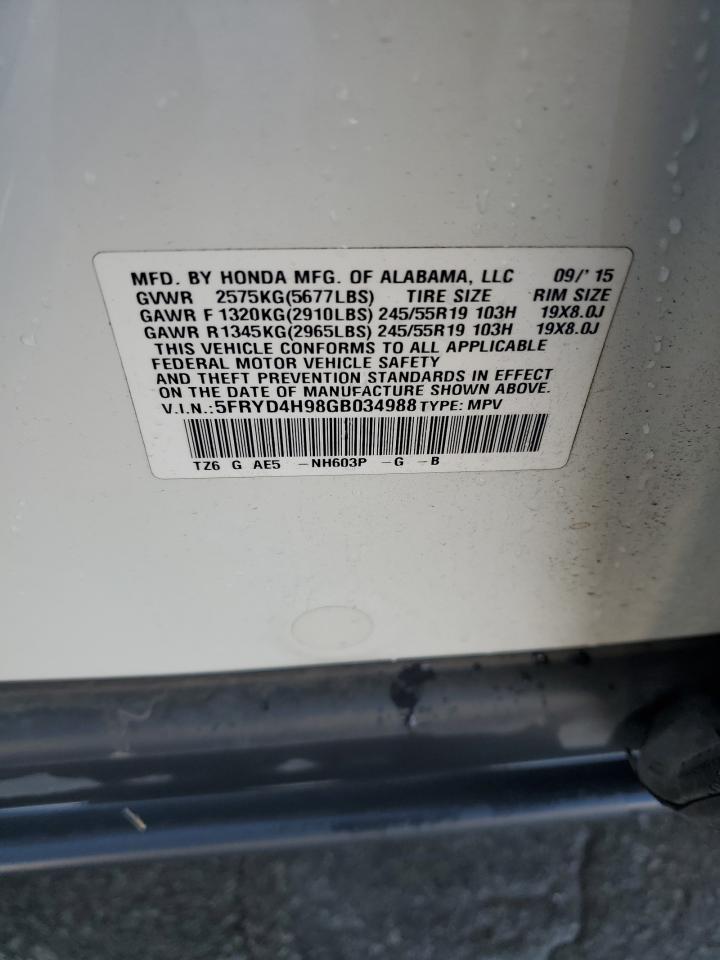 MFD. BY HONDA MFG. OF ALABAMA, LLC 09/'15
GVWR 2575KG(5677LBS) TIRE SIZE RIM SIZE
GAWR F 1320KG(2910LBS) 245/55R19 103H 19X8.0J
GAWR R1345KG(2965LBS) 245/55R19 103H 19X8.0J
THIS VEHICLE CONFORMS TO ALL APPLICABLE
FEDERAL MOTOR VEHICLE SAFETY
AND THEFT PREVENTION STANDARDS IN EFFECT
ON THE DATE OF MANUFACTURE SHOWN ABOVE.
V.I.N.:5FRYD4H98GB034988 TYPE: MPV
TZ6 G AE5 -NH603P -G -B